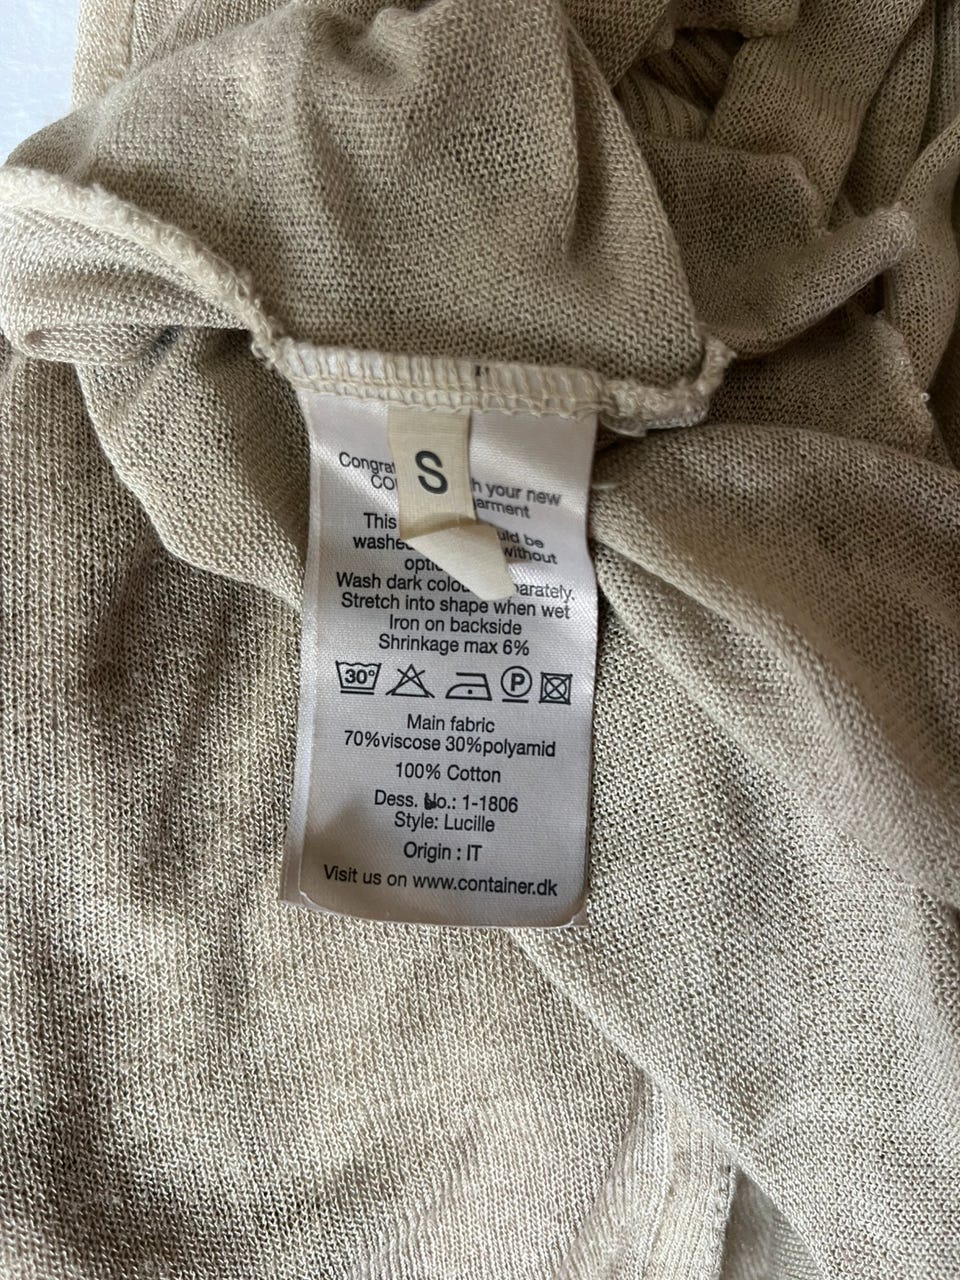 S
Congrat h your new
CO arment
This uld be
washe without
optic
Wash dark colou parately.
Stretch into shape when wet
Iron on backside
Shrinkage max 6%
30° P
Main fabric
70%viscose 30%polyamid
100% Cotton
Dess. No.: 1-1806
Style: Lucille
Origin : IT
Visit us on www.container.dk